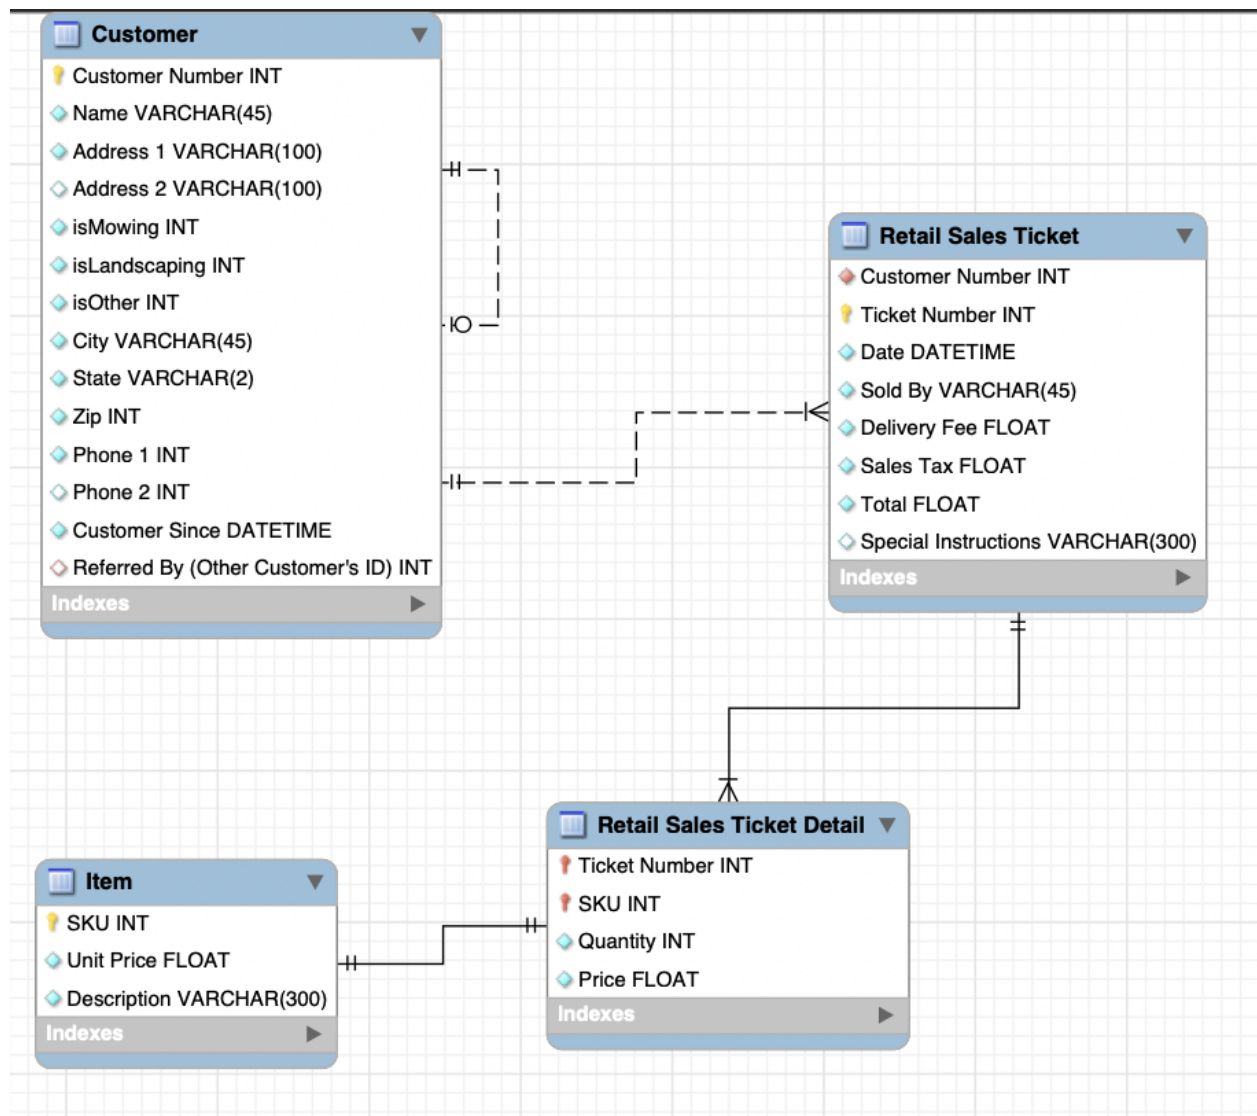 Customer
Customer Number INT
Name VARCHAR(45)
Address 1 VARCHAR(100)
Address 2 VARCHAR(100)
isMowing INT
isLandscaping INT
isOther INT
City VARCHAR(45)
State VARCHAR(2)
Zip INT
Phone 1 INT
Phone 2 INT
Customer Since DATETIME
Referred By (Other Customer's ID) INT
Indexes
Retail Sales Ticket
Customer Number INT
Ticket Number INT
Date DATETIME
Sold By VARCHAR(45)
Delivery Fee FLOAT
Sales Tax FLOAT
Total FLOAT
Special Instructions VARCHAR(300)
Indexes
Item
SKU INT
Unit Price FLOAT
Description VARCHAR(300)
Indexes
Retail Sales Ticket Detail
Ticket Number INT
SKU INT
Quantity INT
Price FLOAT
Indexes